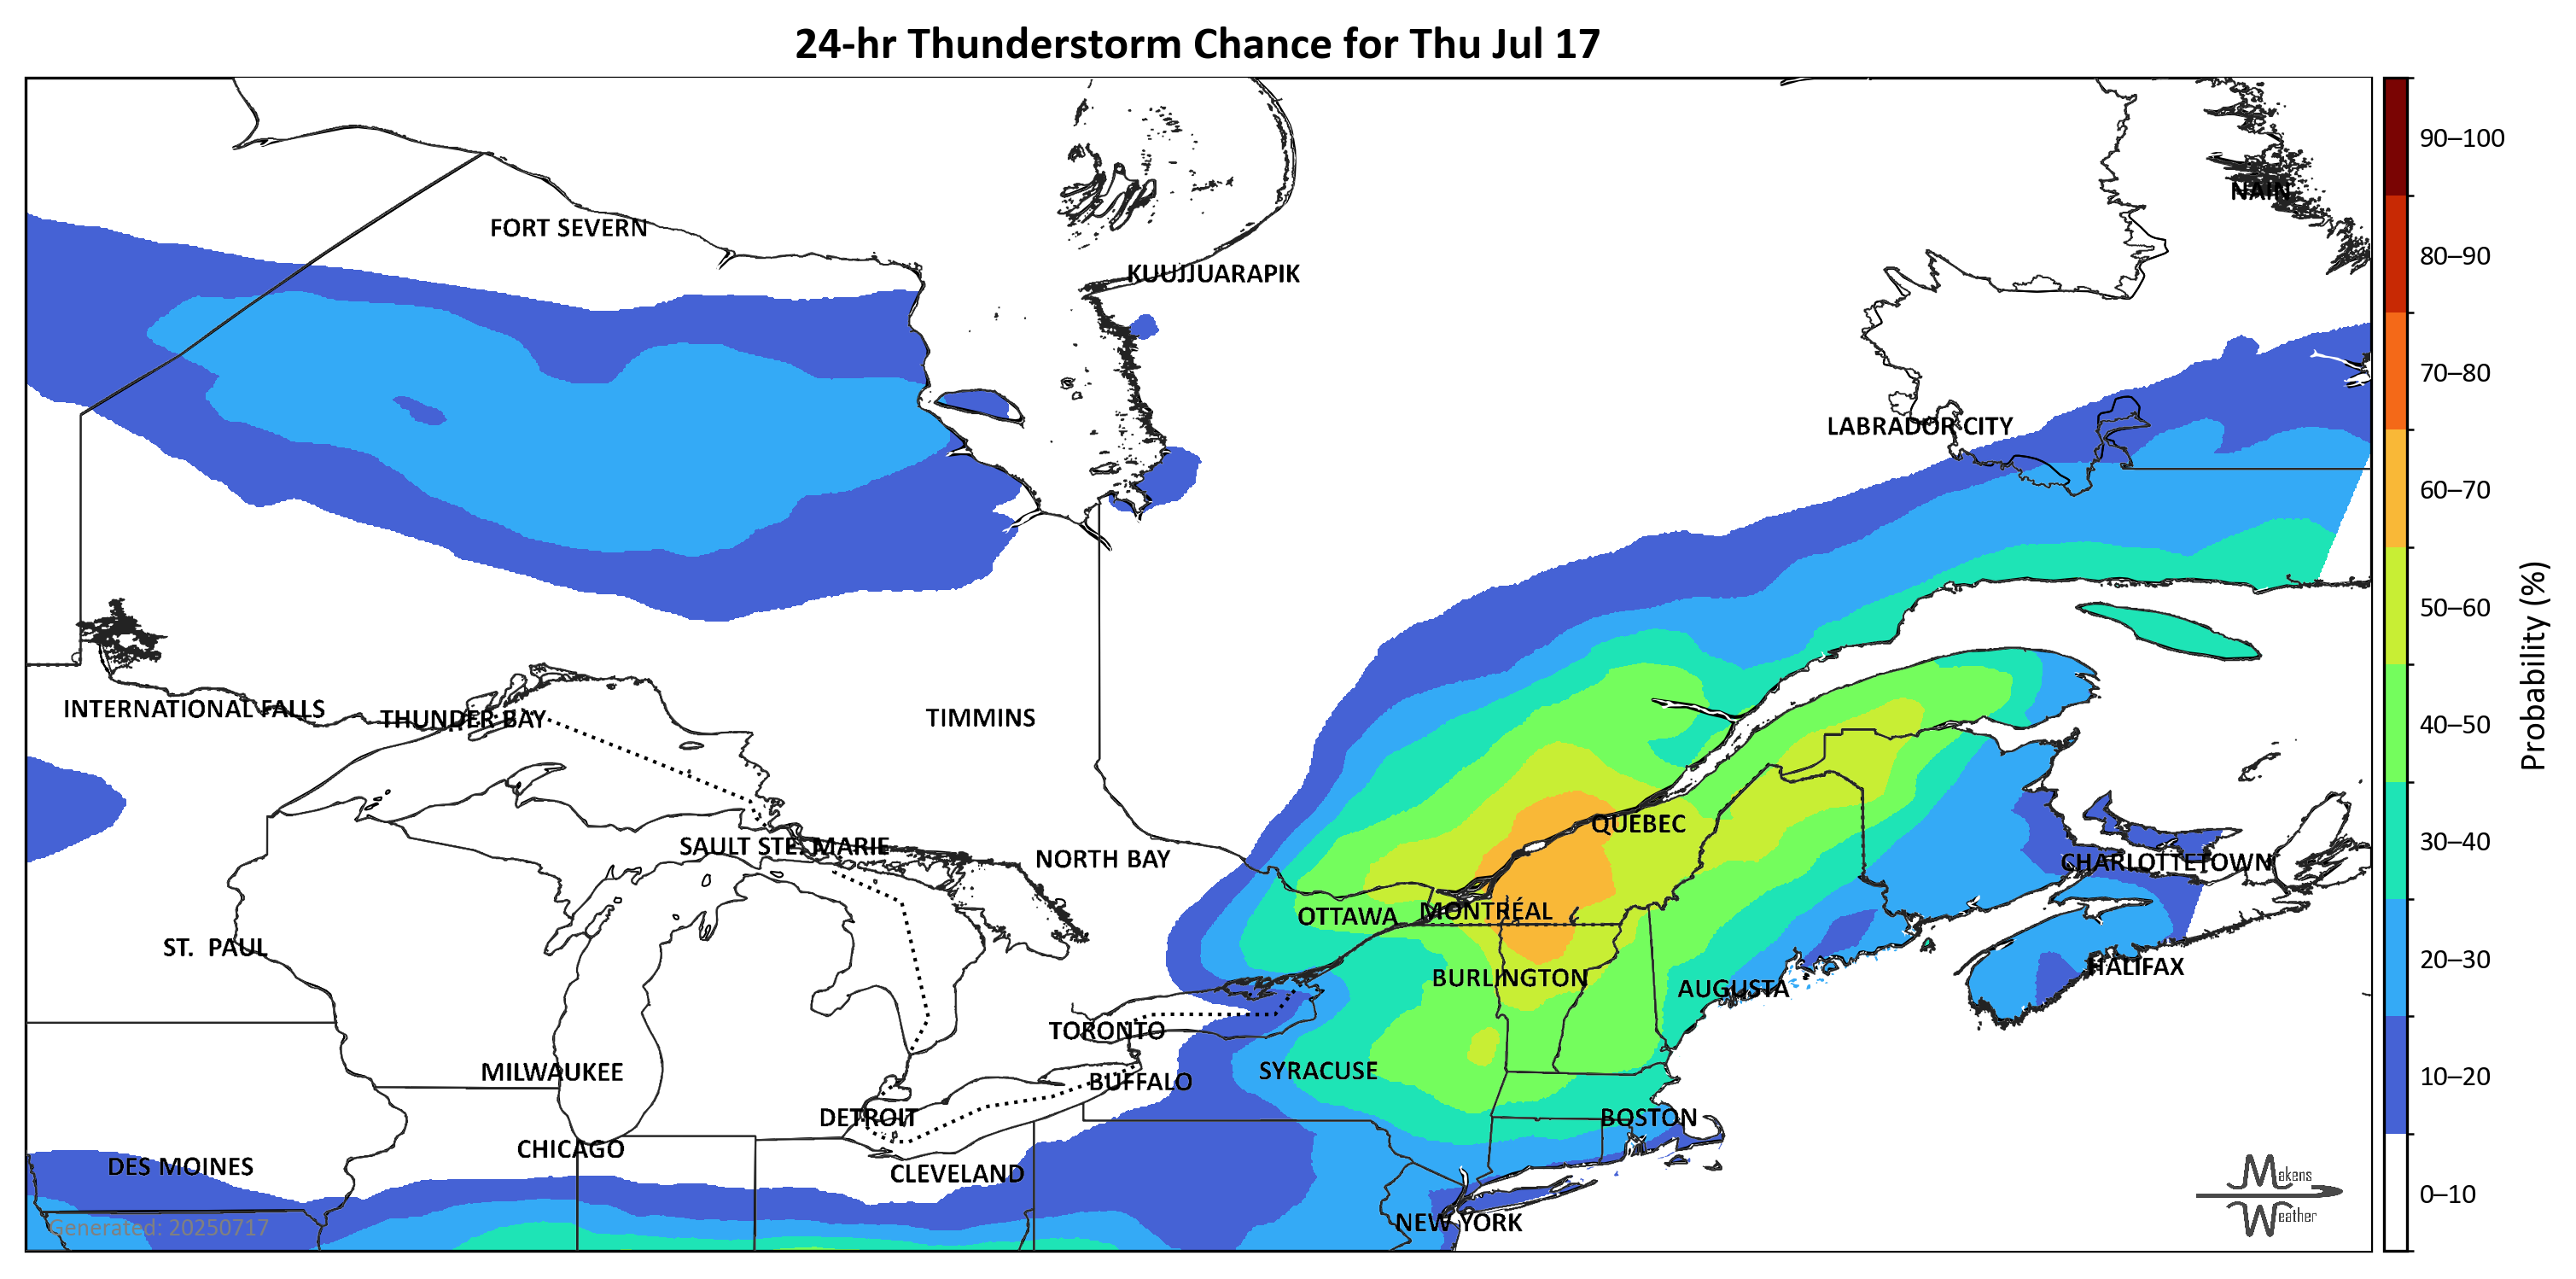 24-hr Thunderstorm Chance for Thu Jul 17
90–100
NAIN
FORT SEVERN
80–90
KUUJJUARAPIK
70–80
LABRADOR CITY
60–70
50–60
Probability (%)
INTERNATIONAL FALLS
THUNDER BAY
TIMMINS
40–50
QUEBEC
30–40
SAULT STE. MARIE
NORTH BAY
CHARLOTTETOWN
OTTAWA
MONTRÉAL
ST. PAUL
20–30
HALIFAX
BURLINGTON
AUGUSTA
TORONTO
MILWAUKEE
SYRACUSE
10–20
BUFFALO
DETROIT
BOSTON
CHICAGO
DES MOINES
CLEVELAND
Makens
Weather
0–10
NEW YORK
Generated: 20250717